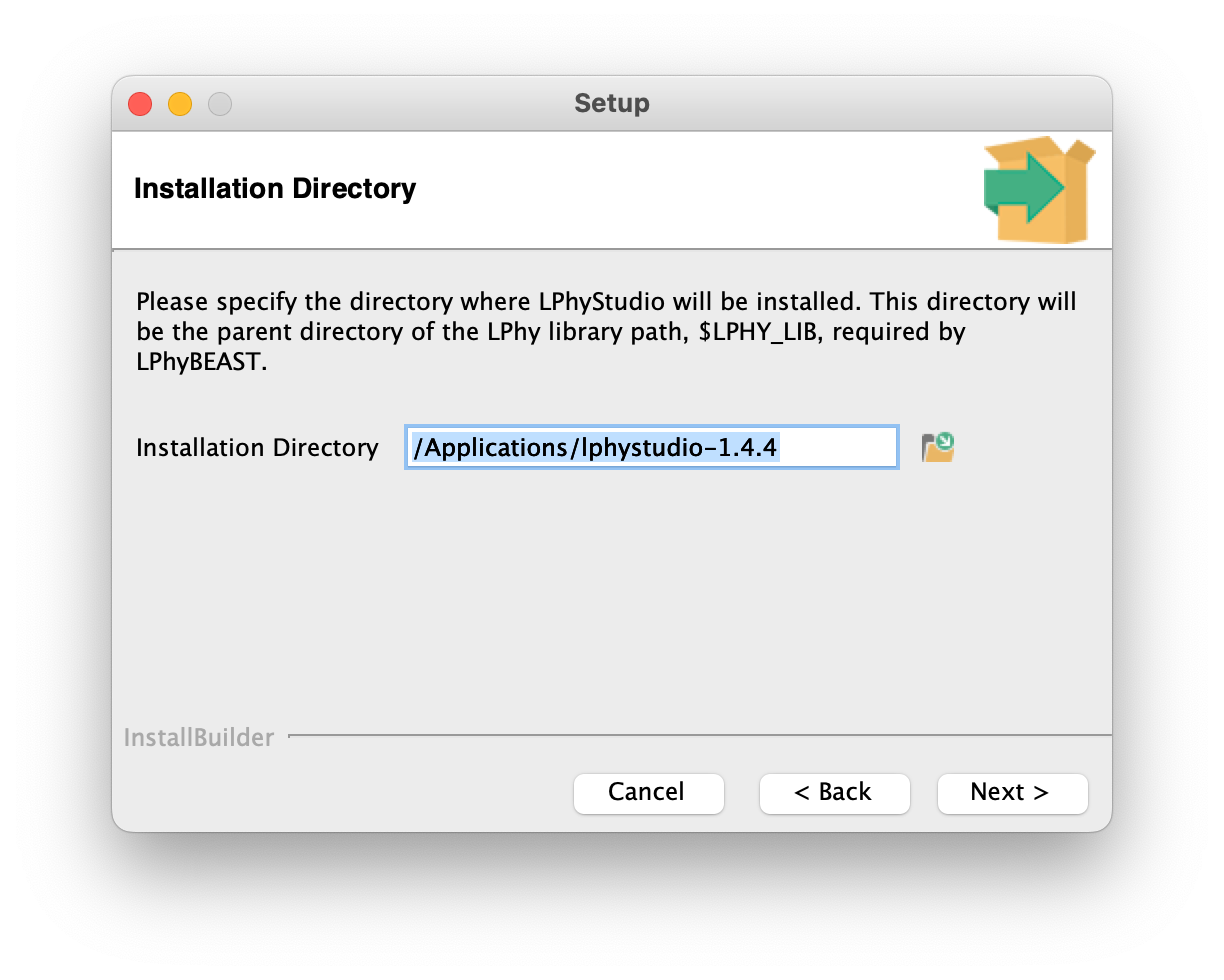 Setup
Installation Directory
Please specify the directory where LPhyStudio will be installed. This directory will
be the parent directory of the LPhy library path, $LPHY_LIB, required by
LPhyBEAST.
Installation Directory /Applications/lphystudio-1.4.4
InstallBuilder
Cancel < Back Next >